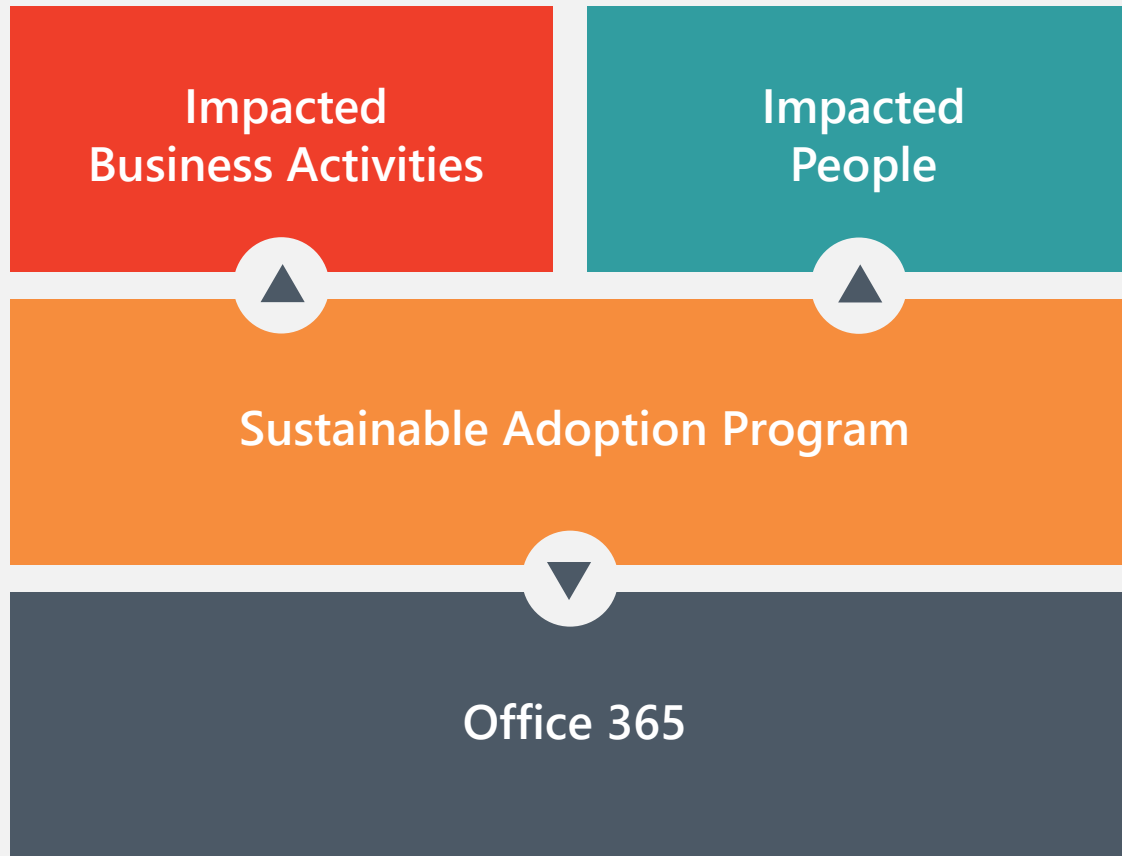 Impacted
Business Activities
Impacted
People
Sustainable Adoption Program
Office 365